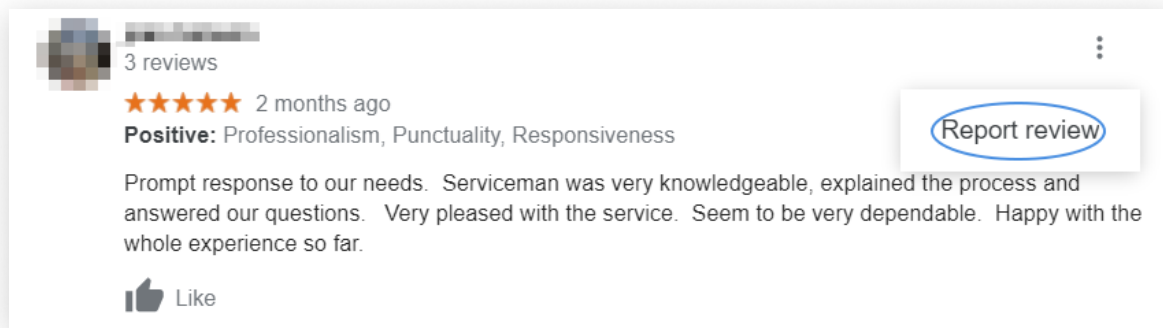 3 reviews
2 months ago
Positive: Professionalism, Punctuality, Responsiveness
Report review
Prompt response to our needs.  Serviceman was very knowledgeable, explained the process and
answered our questions.   Very pleased with the service.  Seem to be very dependable.  Happy with the
whole experience so far.
Like